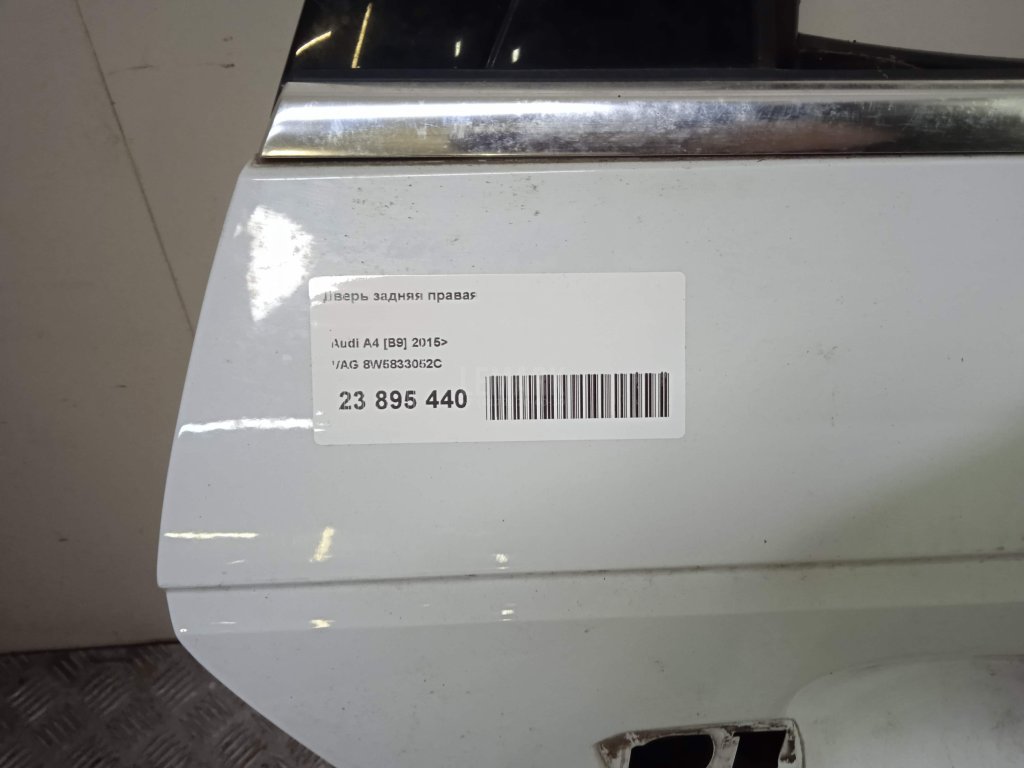 Дверь задняя правая
Audi A4 [B9] 2015>
VAG 8W5833052C
23 895 440